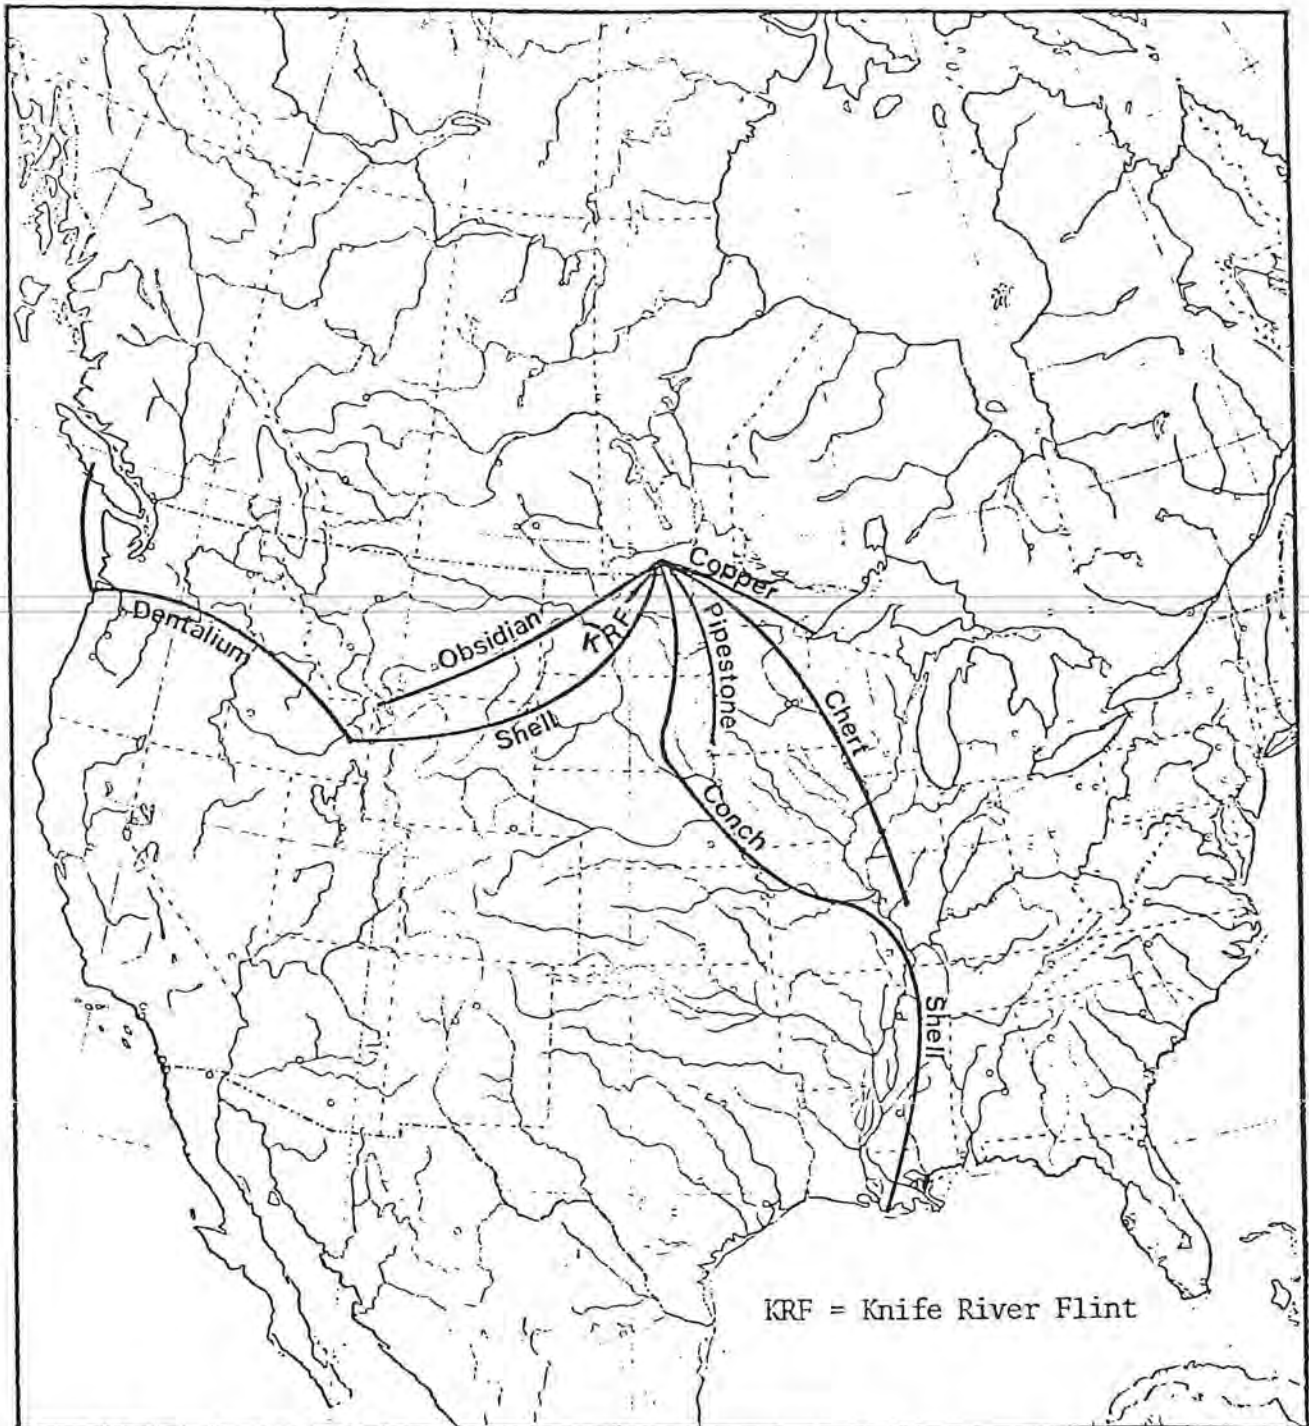 Copper
Dentalium
Obsidian
KRF
Pipestone
Shell
Chert
Conch
Shell
KRF = Knife River Flint